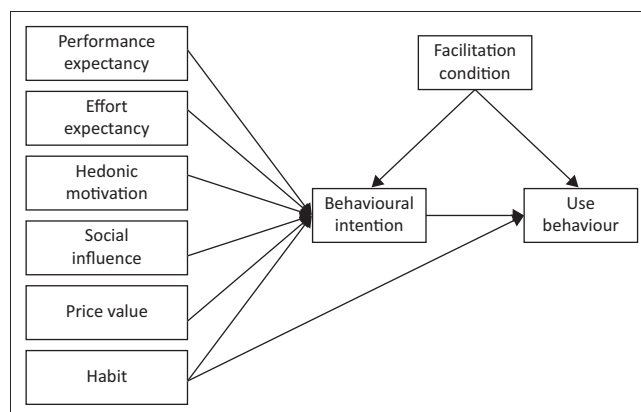 Performance
expectancy
Effort
expectancy
Hedonic
motivation
Social
influence
Price value
Habit
Facilitation
condition
Behavioural
intention
Use
behaviour